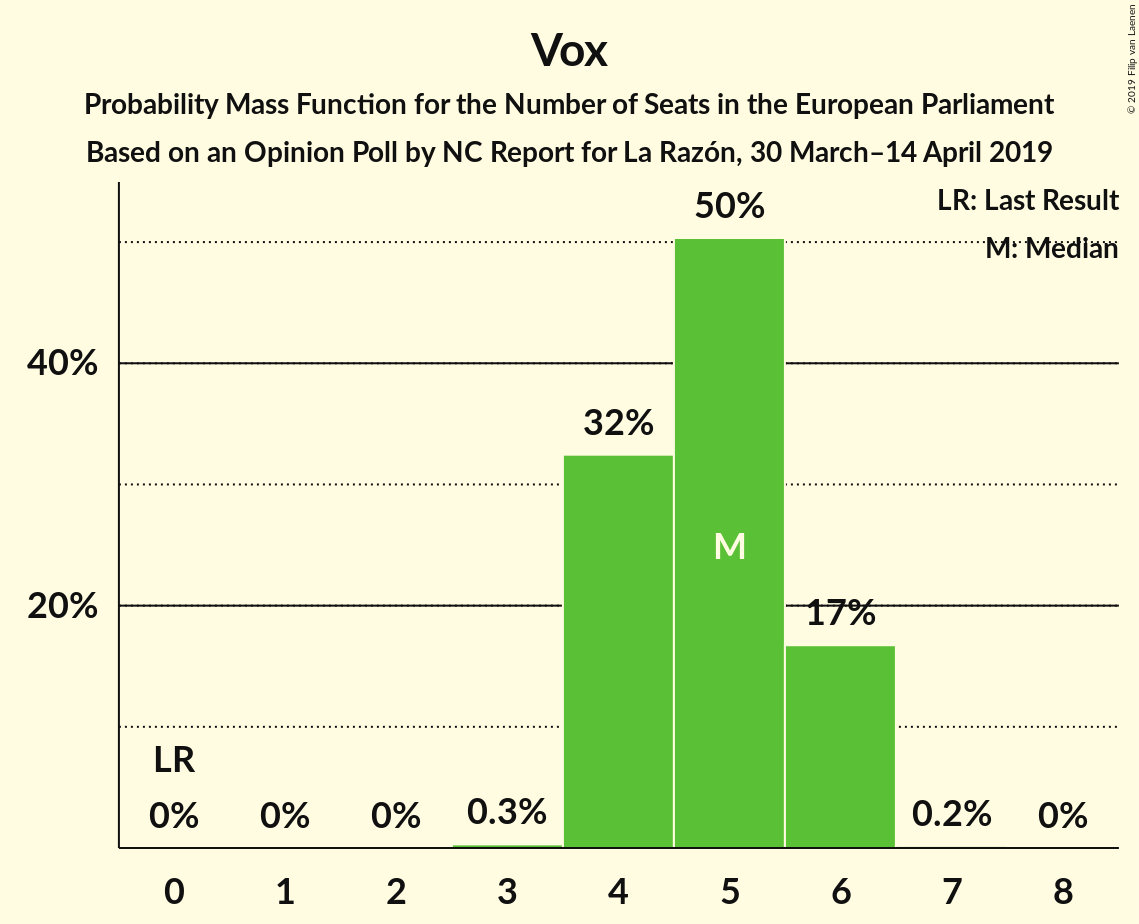 Vox
Probability Mass Function for the Number of Seats in the European Parliament
Based on an Opinion Poll by NC Report for La Razón, 30 March–14 April 2019
© 2019 Filip van Laenen
LR: Last Result
M: Median
50%
40%
32%
M
20%
17%
LR
0%
0%
0%
0.3%
0.2%
0%
0 1 2 3 4 5 6 7 8